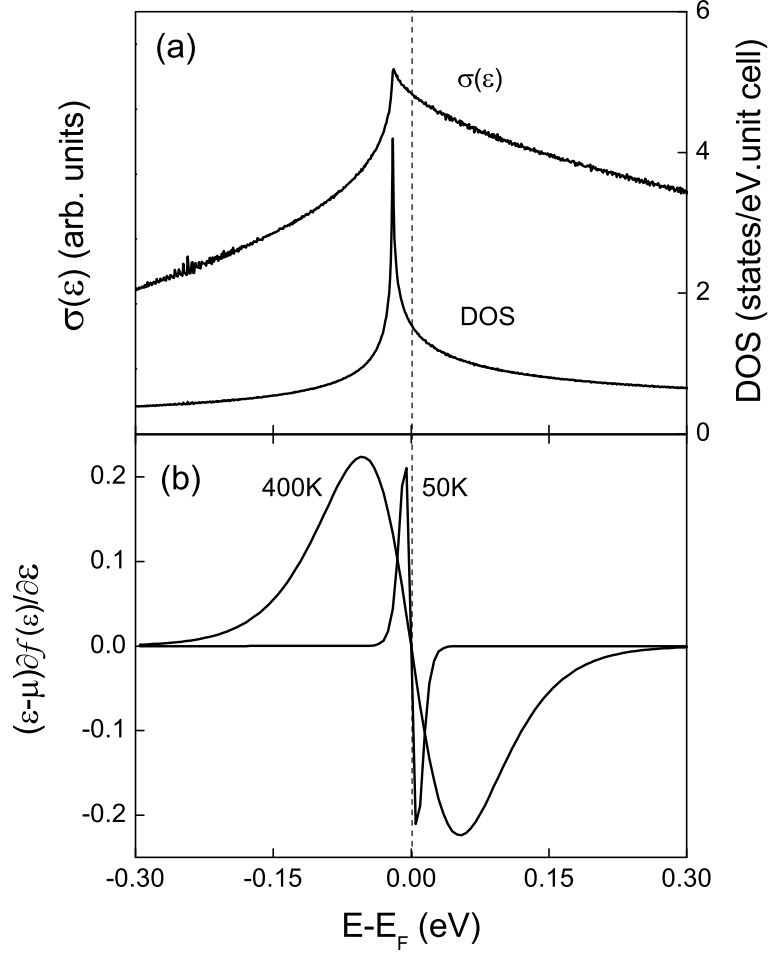 (a)
σ(ε)
DOS
σ(ε) (arb. units)
6
4
2
0
DOS (states/eV.unit cell)
(b)
400K
50K
0.2
0.1
0.0
-0.1
-0.2
(ε-μ)∂f(ε)/∂ε
-0.30
-0.15
0.00
0.15
0.30
E-E_F (eV)